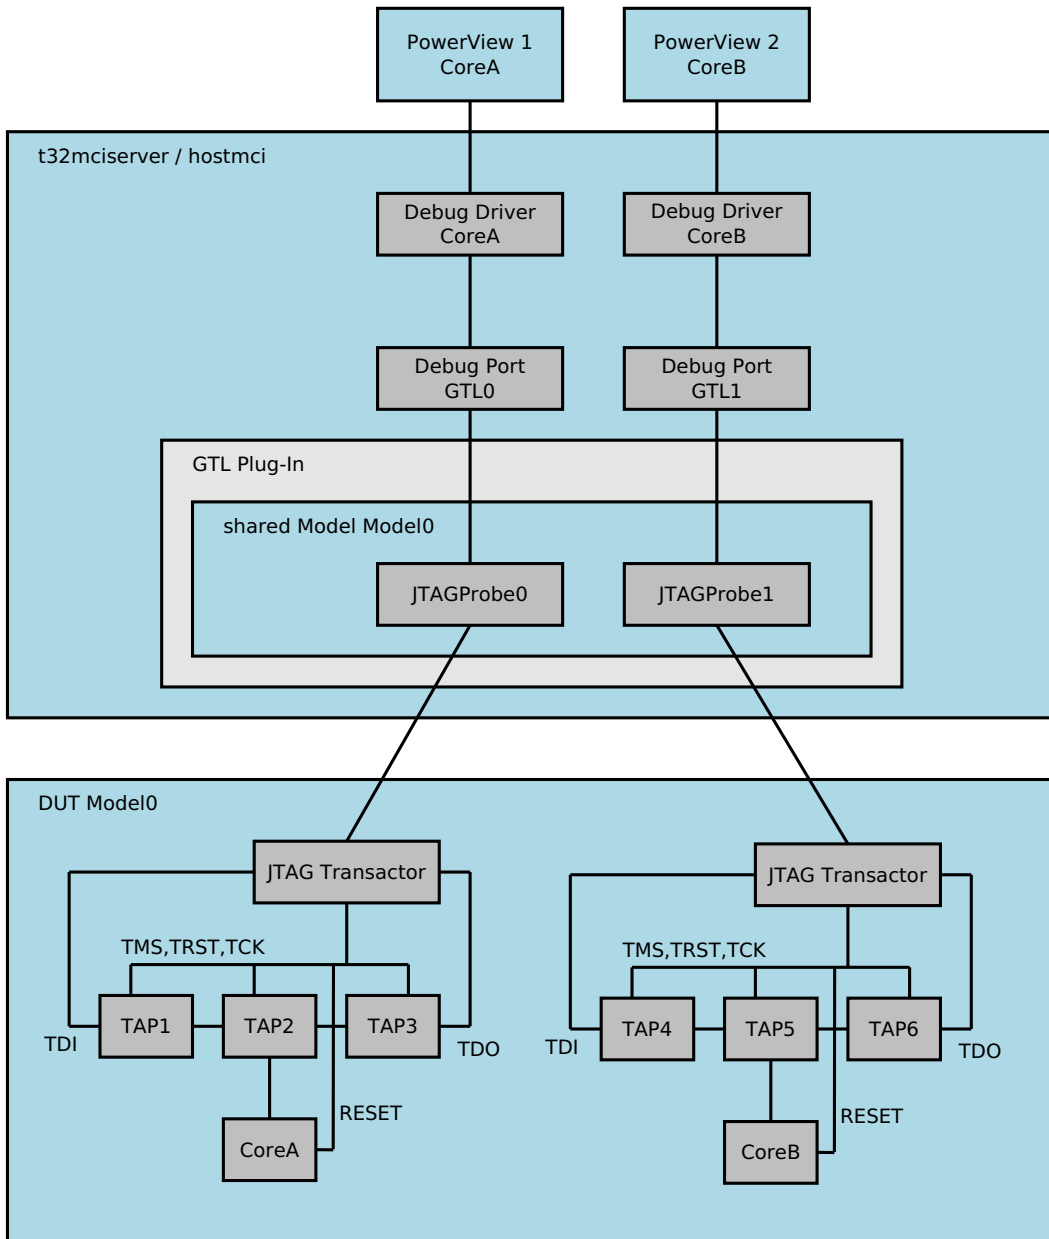 PowerView 1
CoreA
PowerView 2
CoreB
t32mciserver / hostmci
Debug Driver
CoreA
Debug Driver
CoreB
Debug Port
GTL0
Debug Port
GTL1
GTL Plug-In
shared Model Model0
JTAGProbe0
JTAGProbe1
DUT Model0
JTAG Transactor
TMS,TRST,TCK
TAP1
TAP2
TAP3
TDI
TDO
RESET
CoreA
JTAG Transactor
TMS,TRST,TCK
TAP4
TAP5
TAP6
TDI
TDO
RESET
CoreB